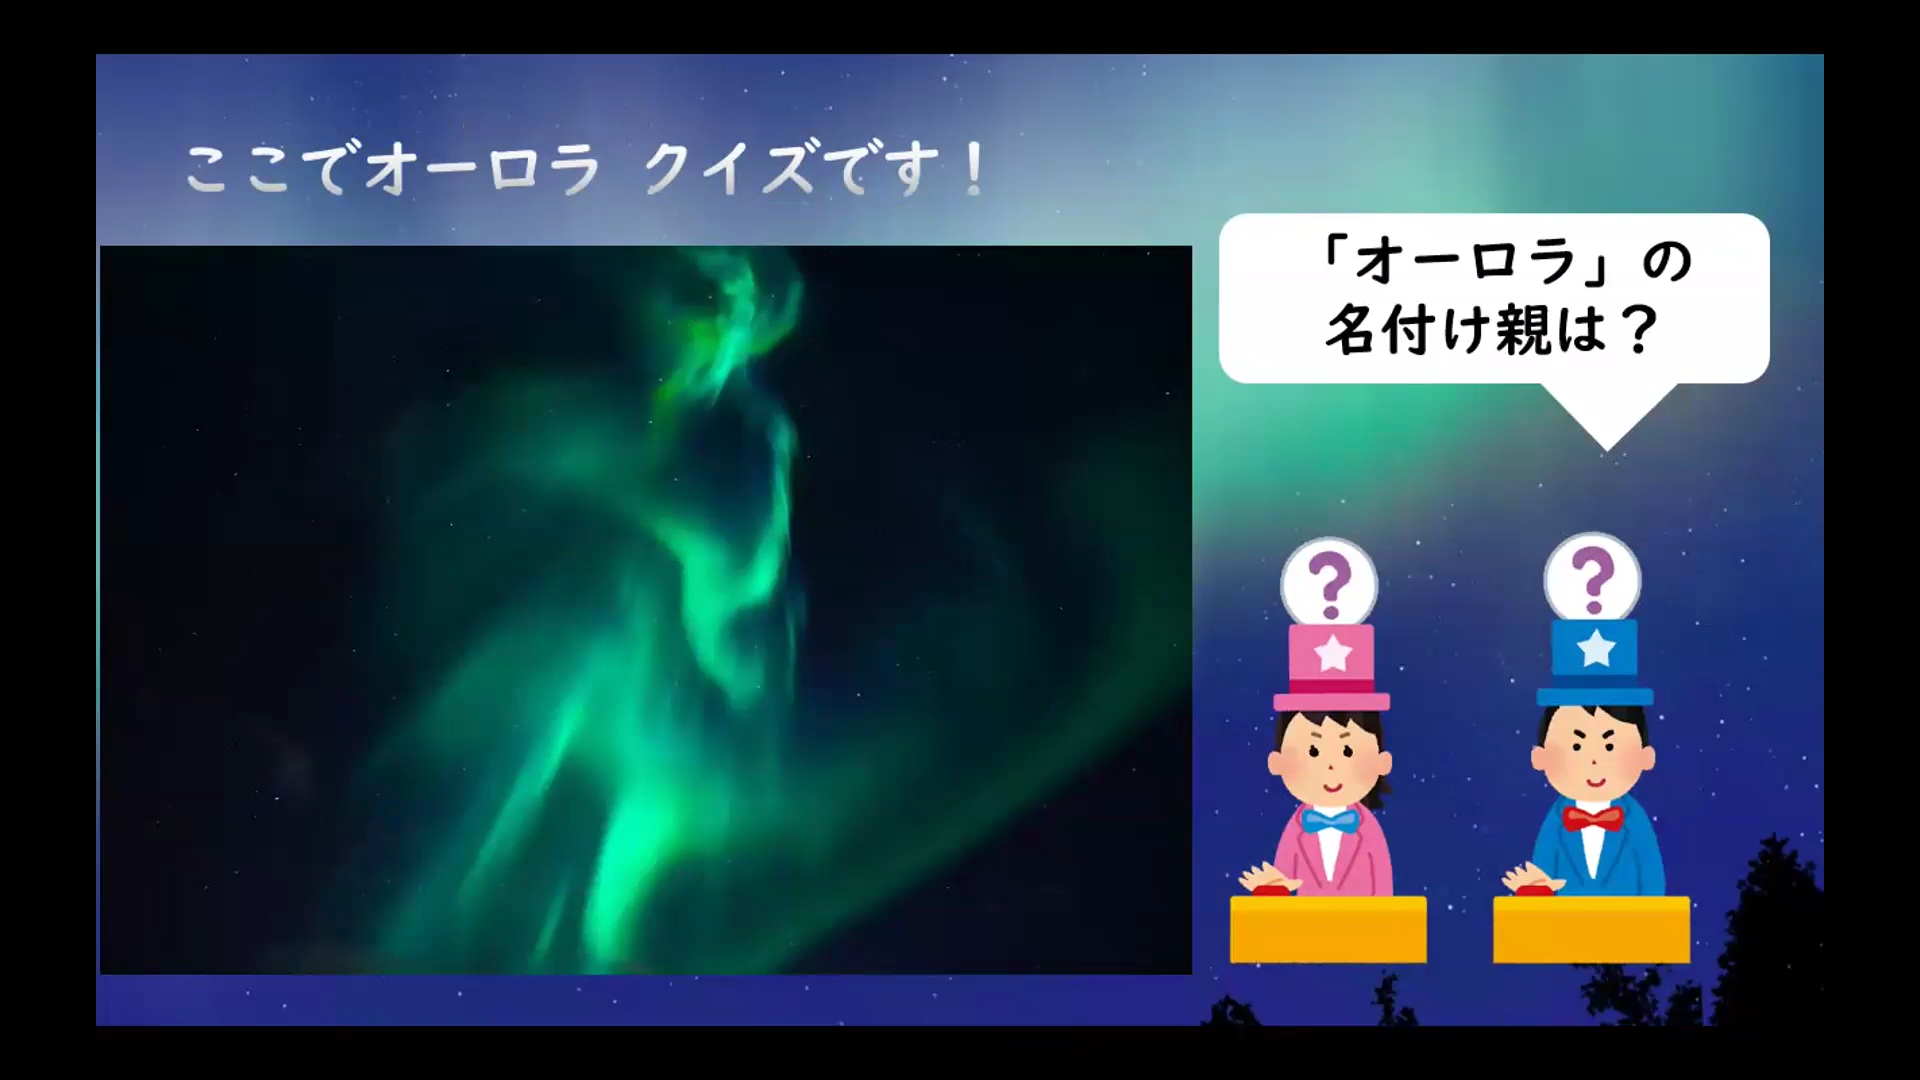 ここでオーロラ クイズです！
「オーロラ」の
名付け親は？
?
?